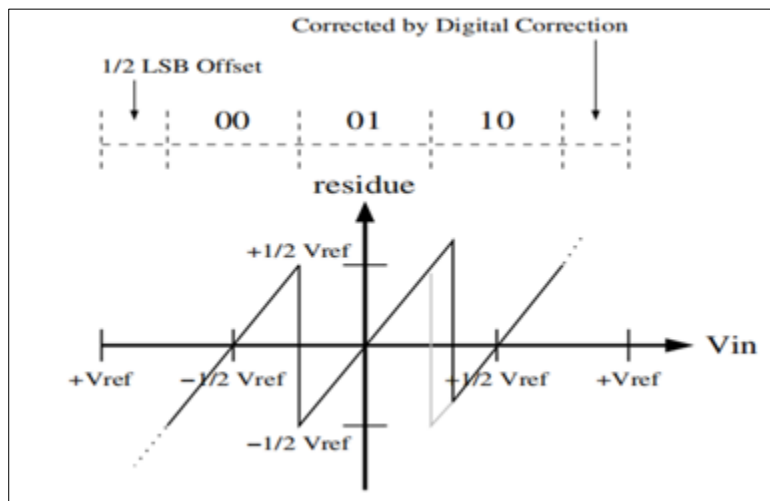 Corrected by Digital Correction
1/2 LSB Offset
00 01 10
residue
+1/2 Vref
Vin
+Vref −1/2 Vref +1/2 Vref +Vref
−1/2 Vref